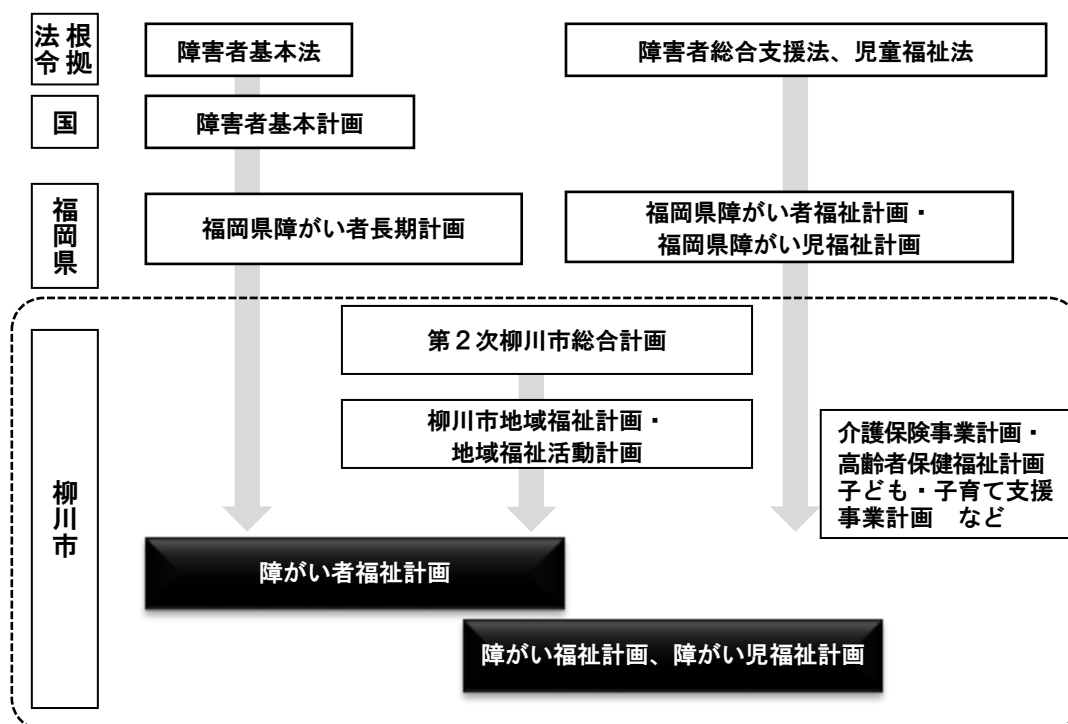 根拠
法令
障害者基本法
障害者総合支援法、児童福祉法
国
障害者基本計画
福岡県
福岡県障がい者長期計画
福岡県障がい者福祉計画・
福岡県障がい児福祉計画
柳川市
第２次柳川市総合計画
柳川市地域福祉計画・
地域福祉活動計画
介護保険事業計画・
高齢者保健福祉計画
子ども・子育て支援
事業計画　など
障がい者福祉計画
障がい福祉計画、障がい児福祉計画